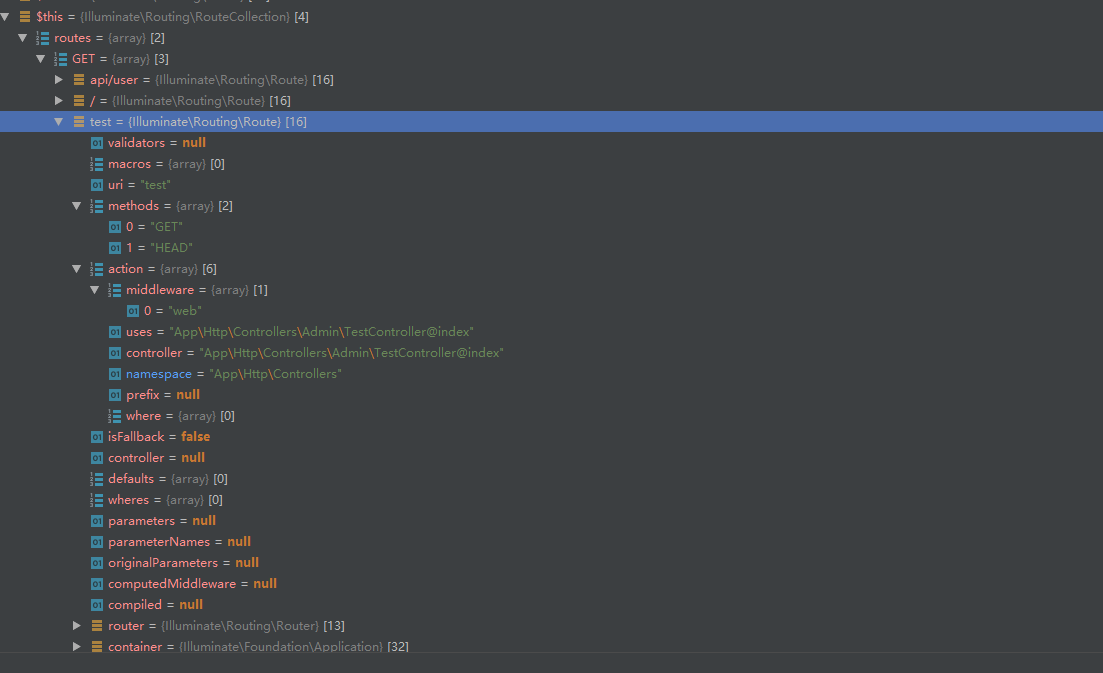 $this = {Illuminate\Routing\RouteCollection} [4]
routes = {array} [2]
GET = {array} [3]
api/user = {Illuminate\Routing\Route} [16]
/ = {Illuminate\Routing\Route} [16]
test = {Illuminate\Routing\Route} [16]
validators = null
macros = {array} [0]
uri = "test"
methods = {array} [2]
0 = "GET"
1 = "HEAD"
action = {array} [6]
middleware = {array} [1]
0 = "web"
uses = "App\Http\Controllers\Admin\TestController@index"
controller = "App\Http\Controllers\Admin\TestController@index"
namespace = "App\Http\Controllers"
prefix = null
where = {array} [0]
isFallback = false
controller = null
defaults = {array} [0]
wheres = {array} [0]
parameters = null
parameterNames = null
originalParameters = null
computedMiddleware = null
compiled = null
router = {Illuminate\Routing\Router} [13]
container = {Illuminate\Foundation\Application} [32]